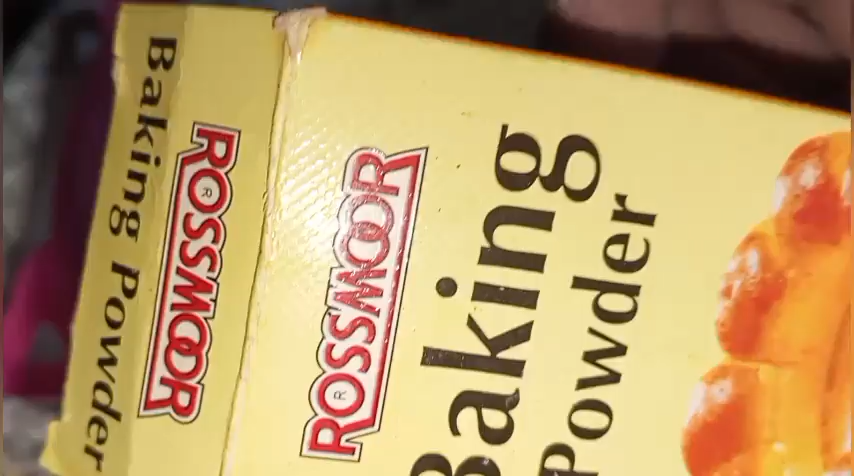 Baking Powder
ROSSMOOR
R
ROSSMOOR
R
Baking
Powder